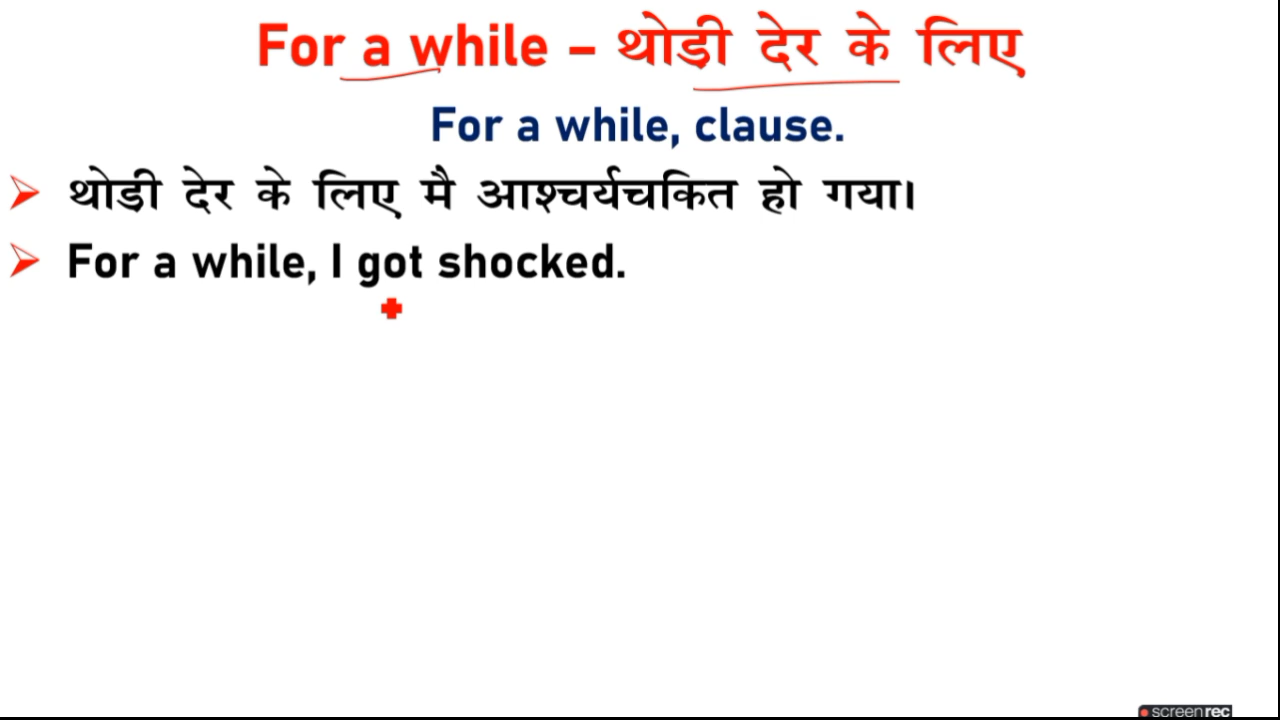 For a while – थोड़ी देर के लिए
For a while, clause.
थोड़ी देर के लिए मै आश्चर्यचकित हो गया।
For a while, I got shocked.
screenrec